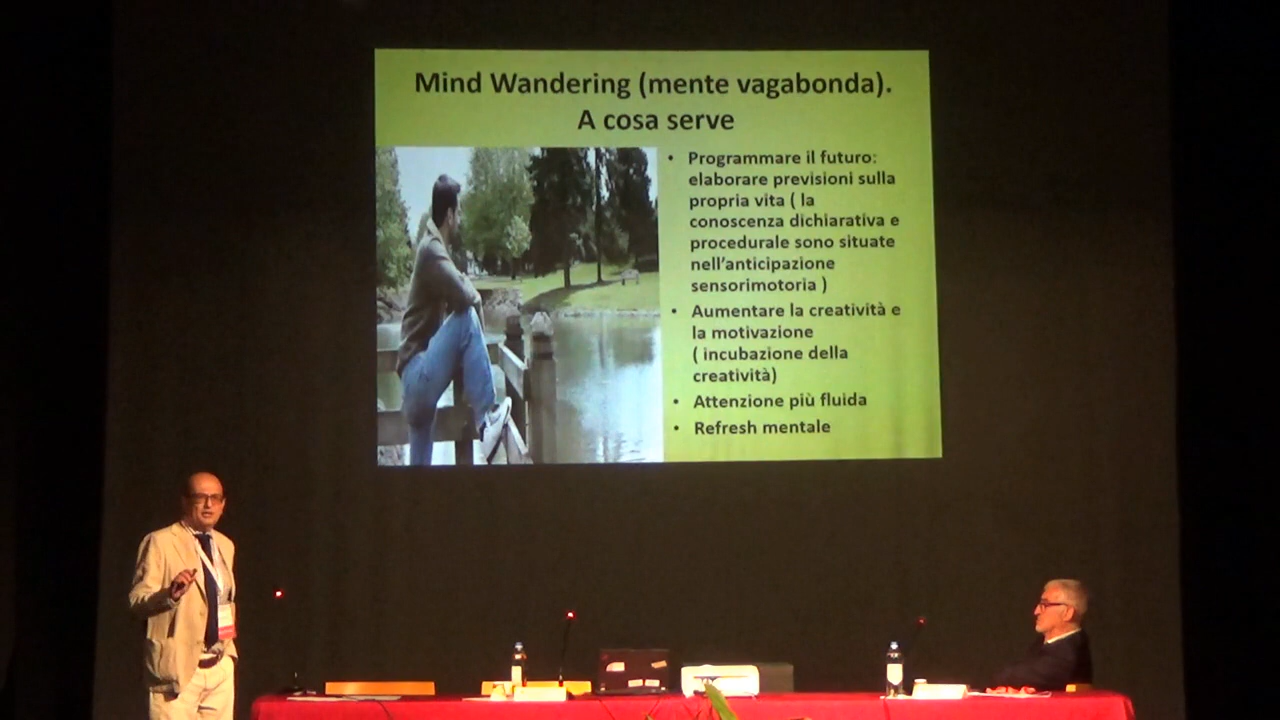 Mind Wandering (mente vagabonda).
A cosa serve
• Programmare il futuro:
elaborare previsioni sulla
propria vita ( la
conoscenza dichiarativa e
procedurale sono situate
nell’anticipazione
sensorimotoria )
• Aumentare la creatività e
la motivazione
( incubazione della
creatività)
• Attenzione più fluida
• Refresh mentale